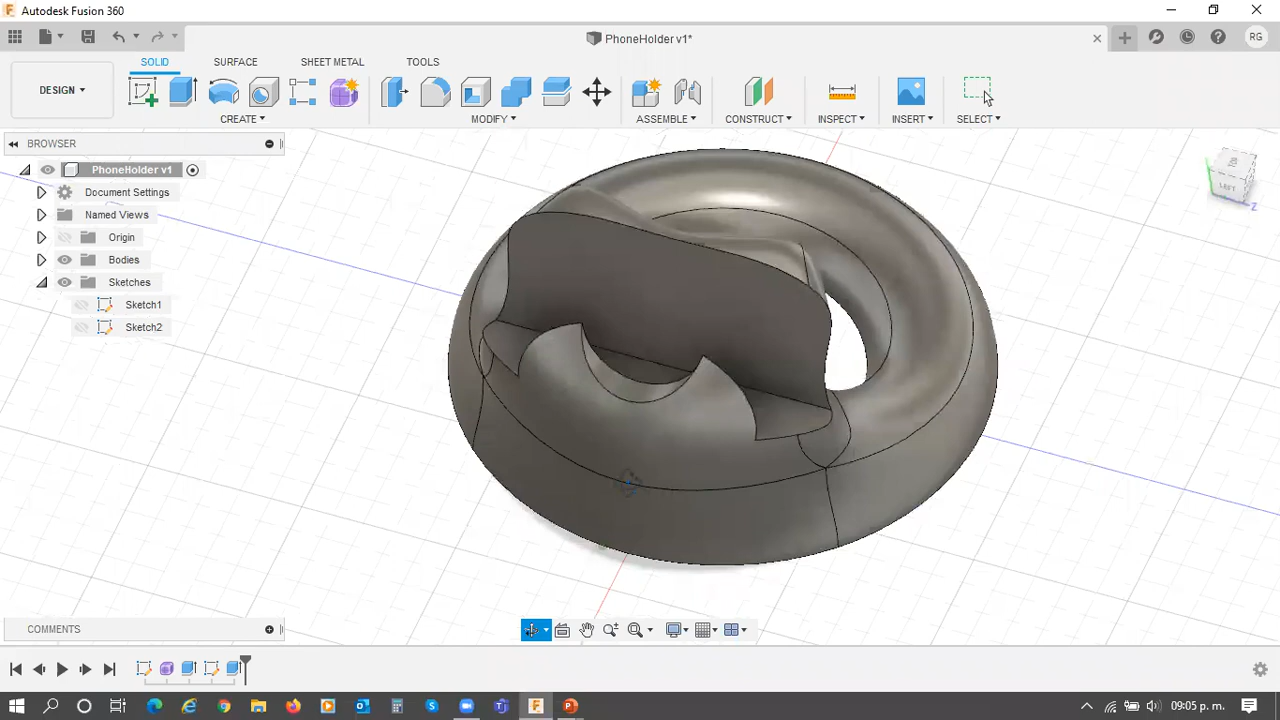 Autodesk Fusion 360
PhoneHolder v1*
RG
SOLID SURFACE SHEET METAL TOOLS
DESIGN
CREATE MODIFY ASSEMBLE CONSTRUCT INSPECT INSERT SELECT
BROWSER
PhoneHolder v1
Document Settings
Named Views
Origin
Bodies
Sketches
Sketch1
Sketch2
LEFT
Z
COMMENTS
09:05 p. m.